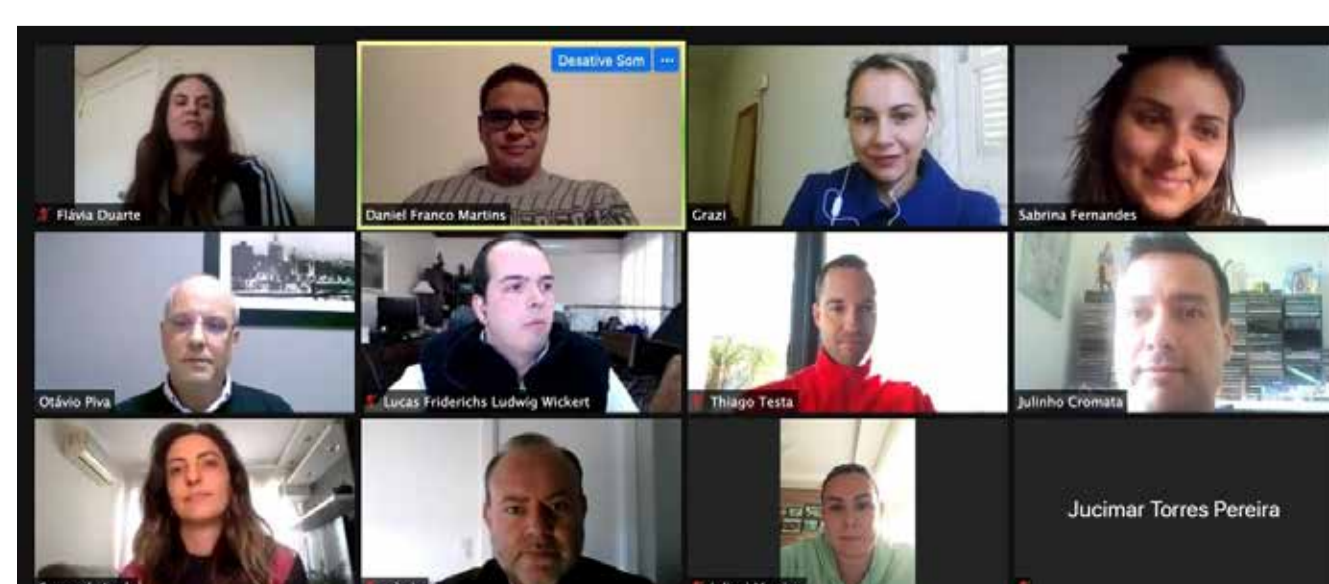 Desative Som
Flávia Duarte
Daniel Franco Martins
Grazi
Sabrina Fernandes
Otávio Piva
Lucas Friderichs Ludwig Wickert
Thiago Testa
Julinho Cromata
Jucimar Torres Pereira